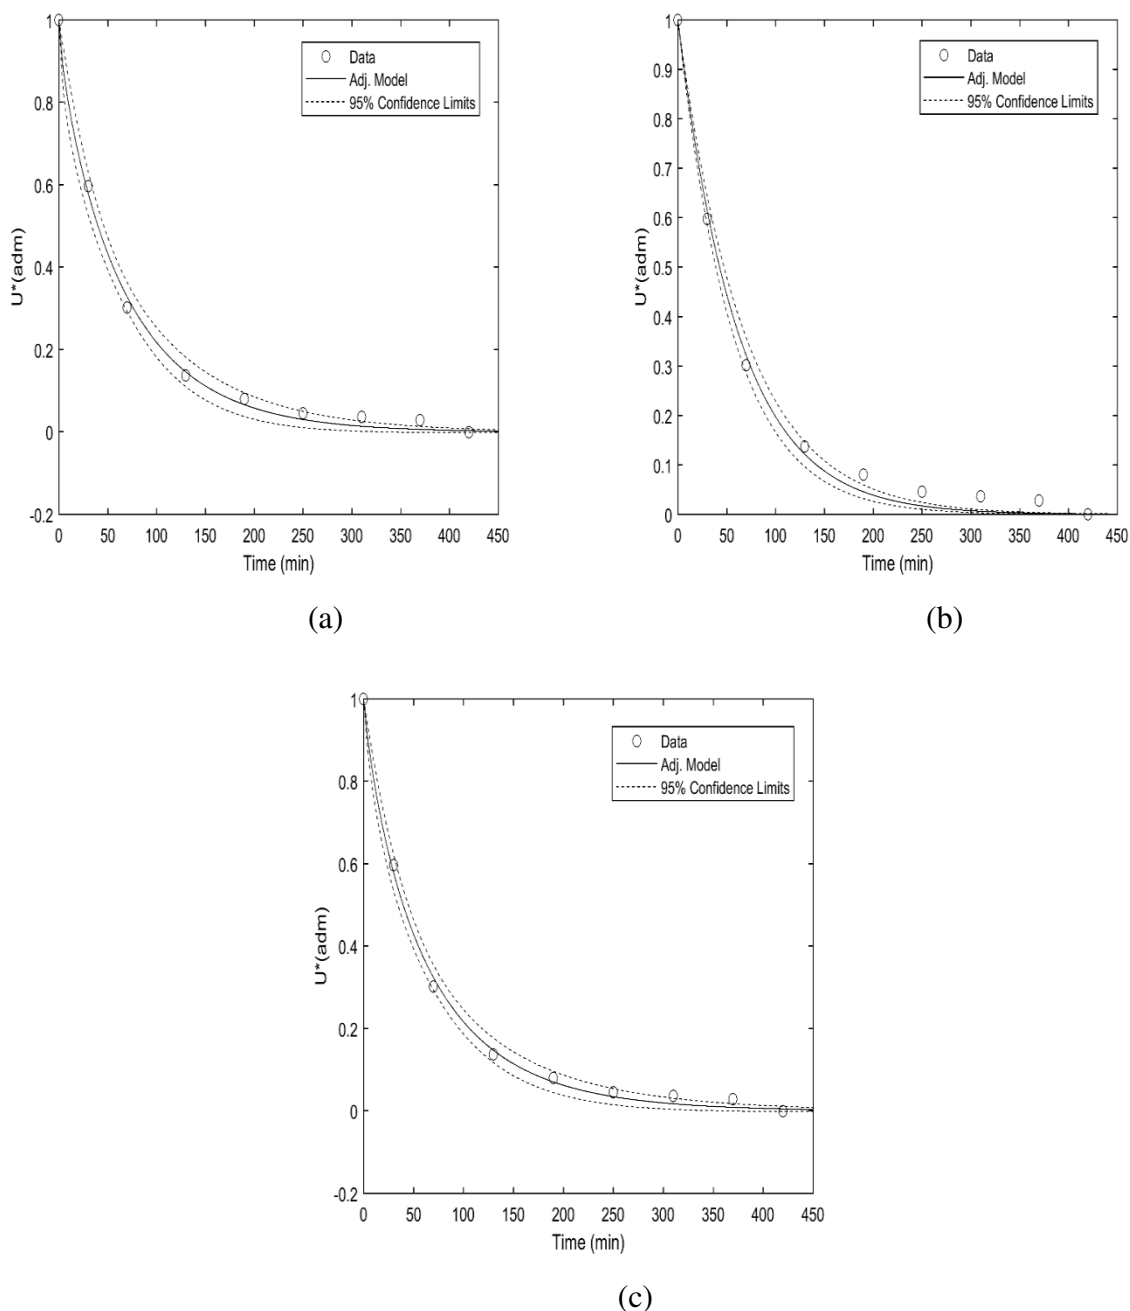 1
0.8
0.6
0.4
0.2
0
-0.2
U*(adm)
Data
Adj. Model
95% Confidence Limits
0 50 100 150 200 250 300 350 400 450
Time (min)
(a)
1
0.9
0.8
0.7
0.6
0.5
0.4
0.3
0.2
0.1
0
U*(adm)
Data
Adj. Model
95% Confidence Limits
0 50 100 150 200 250 300 350 400 450
Time (min)
(b)
1
0.8
0.6
0.4
0.2
0
-0.2
U*(adm)
Data
Adj. Model
95% Confidence Limits
0 50 100 150 200 250 300 350 400 450
Time (min)
(c)